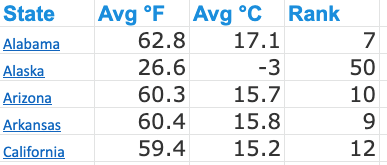 State Avg °F Avg °C Rank
Alabama 62.8 17.1 7
Alaska 26.6 -3 50
Arizona 60.3 15.7 10
Arkansas 60.4 15.8 9
California 59.4 15.2 12